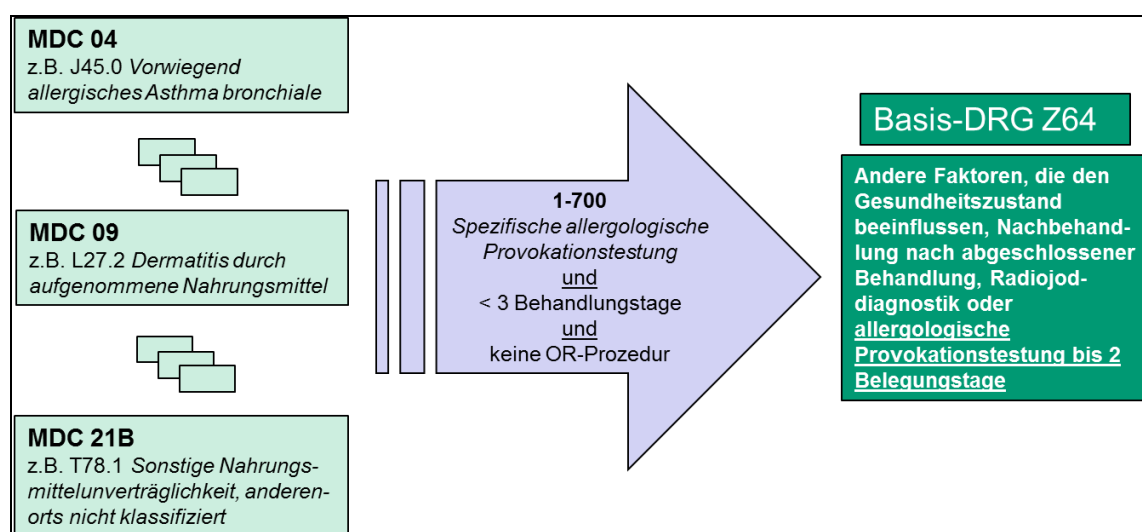 MDC 04
z.B. J45.0 Vorwiegend
allergisches Asthma bronchiale
MDC 09
z.B. L27.2 Dermatitis durch
aufgenommene Nahrungsmittel
MDC 21B
z.B. T78.1 Sonstige Nahrungs-
mittelunverträglichkeit, anderen-
orts nicht klassifiziert
1-700
Spezifische allergologische
Provokationstestung
und
< 3 Behandlungstage
und
keine OR-Prozedur
Basis-DRG Z64
Andere Faktoren, die den
Gesundheitszustand
beeinflussen, Nachbehand-
lung nach abgeschlossener
Behandlung, Radiojod-
diagnostik oder
allergologische
Provokationstestung bis 2
Belegungstage